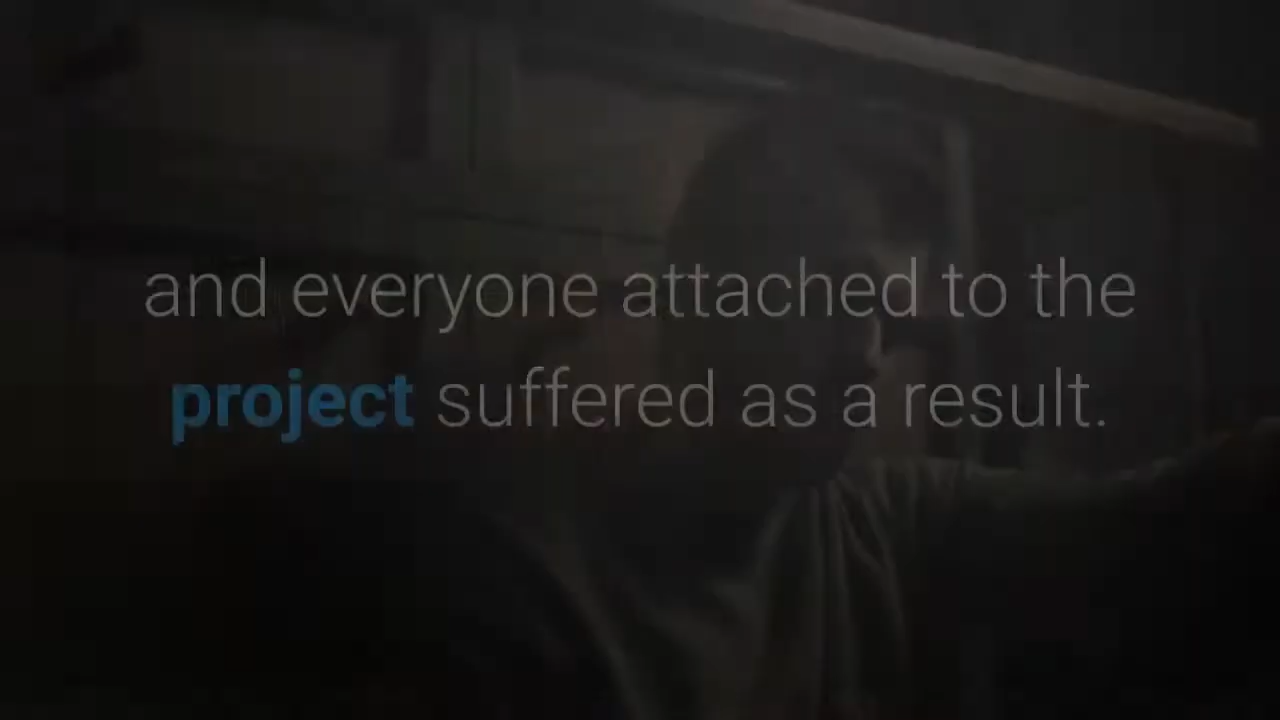 and everyone attached to the
project suffered as a result.